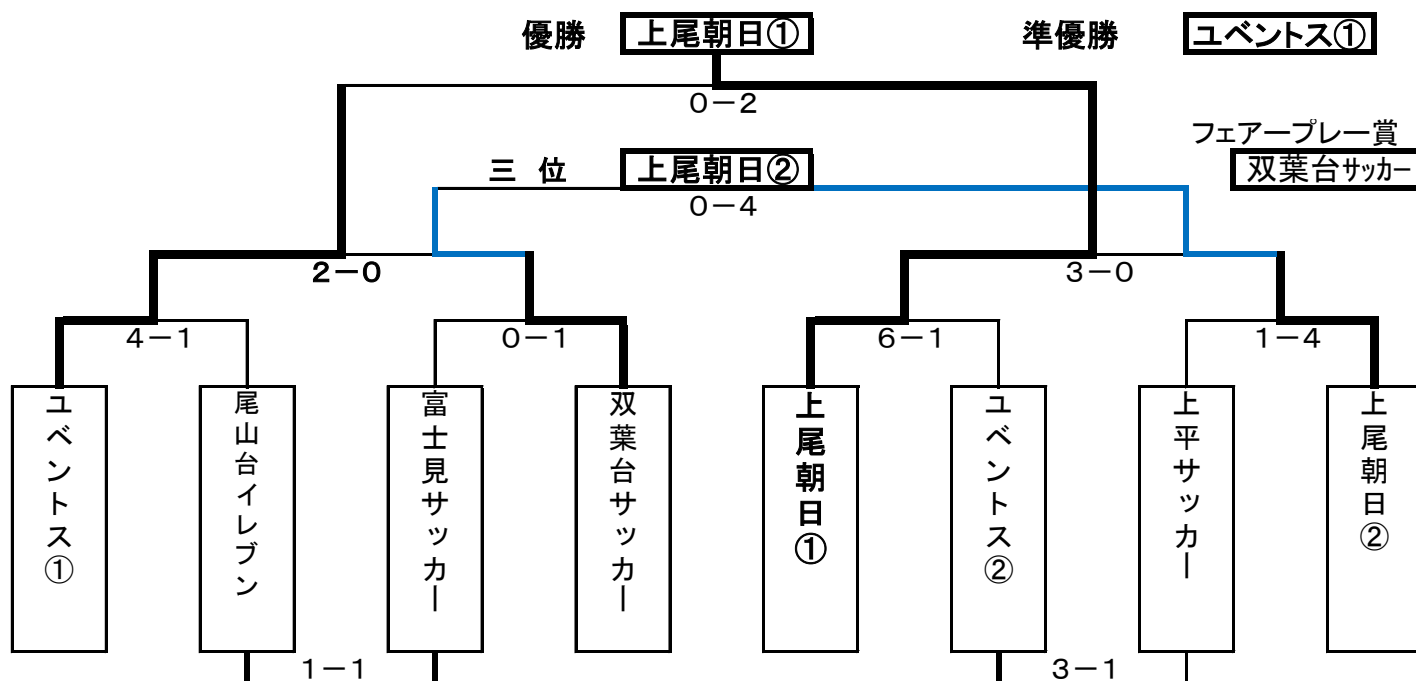 優勝 上尾朝日① 準優勝 ユベントス①
0-2
フェアープレー賞
三 位 上尾朝日② 双葉台サッカー
0-4
2-0 3-0
4-1 0-1 6-1 1-4
ユベントス①
尾山台イレブン
富士見サッカー
双葉台サッカー
上尾朝日①
ユベントス②
上平サッカー
上尾朝日②
1-1 3-1